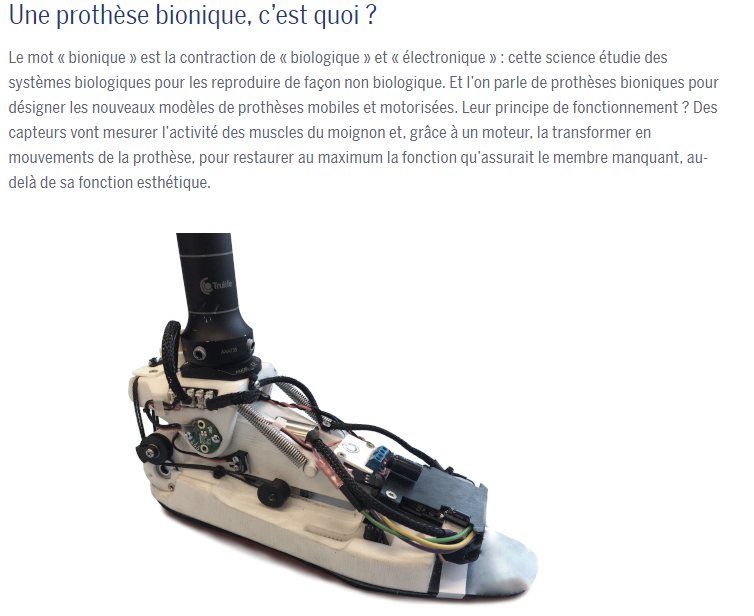 Une prothèse bionique, c’est quoi ?
Le mot « bionique » est la contraction de « biologique » et « électronique » : cette science étudie des
systèmes biologiques pour les reproduire de façon non biologique. Et l’on parle de prothèses bioniques pour
désigner les nouveaux modèles de prothèses mobiles et motorisées. Leur principe de fonctionnement ? Des
capteurs vont mesurer l’activité des muscles du moignon et, grâce à un moteur, la transformer en
mouvements de la prothèse, pour restaurer au maximum la fonction qu’assurait le membre manquant, au-
delà de sa fonction esthétique.
Trulife